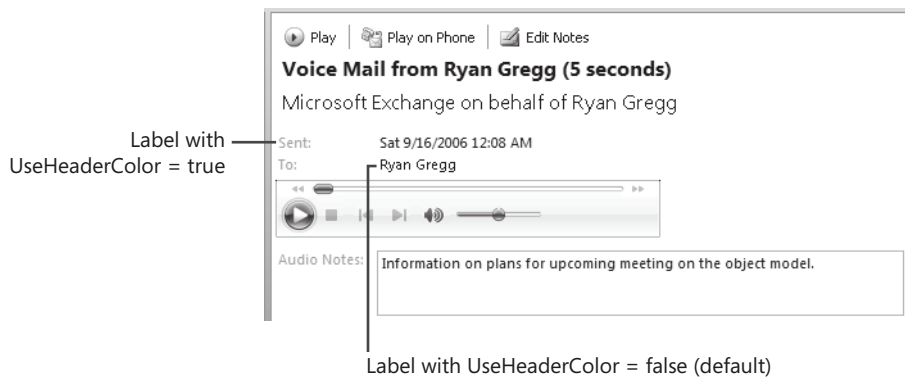 Play Play on Phone Edit Notes
Voice Mail from Ryan Gregg (5 seconds)
Microsoft Exchange on behalf of Ryan Gregg
Label with
UseHeaderColor = true
Sent: Sat 9/16/2006 12:08 AM
To: Ryan Gregg
Audio Notes: Information on plans for upcoming meeting on the object model.
Label with UseHeaderColor = false (default)